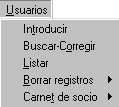 Usuarios
Introducir
Buscar-Corregir
Listar
Borrar registros
Carnet de socio